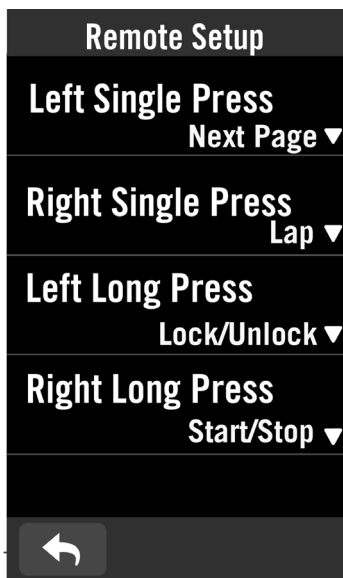 Remote Setup
Left Single Press
Next Page
Right Single Press
Lap
Left Long Press
Lock/Unlock
Right Long Press
Start/Stop